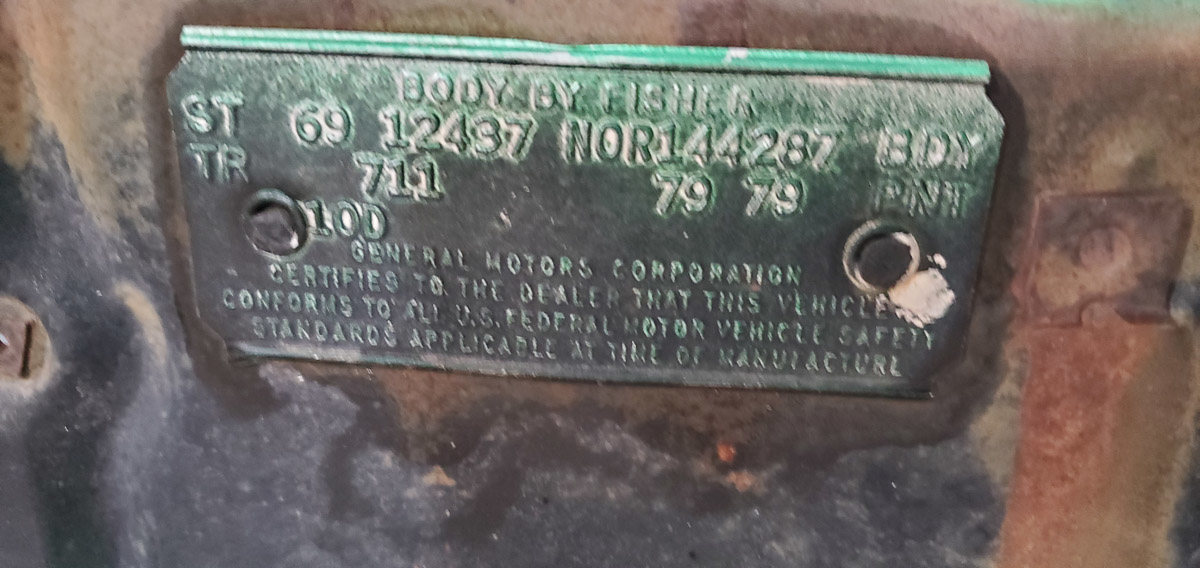 BODY BY FISHER
ST 69 12437 NOR144287 BDY
TR 711 79 79 PNT
10D
GENERAL MOTORS CORPORATION
CERTIFIES TO THE DEALER THAT THIS VEHICLE
CONFORMS TO ALL U.S. FEDERAL MOTOR VEHICLE SAFETY
STANDARDS APPLICABLE AT TIME OF MANUFACTURE